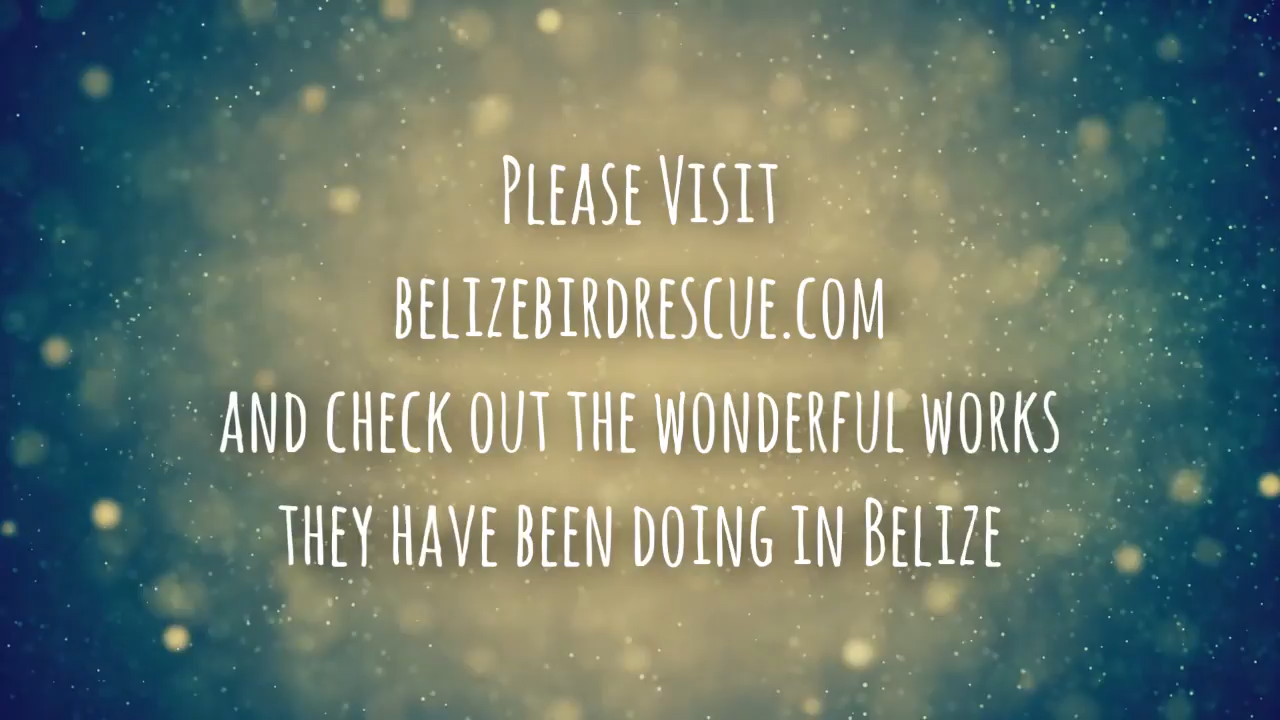 Please Visit
belizebirdrescue.com
and check out the wonderful works
they have been doing in Belize